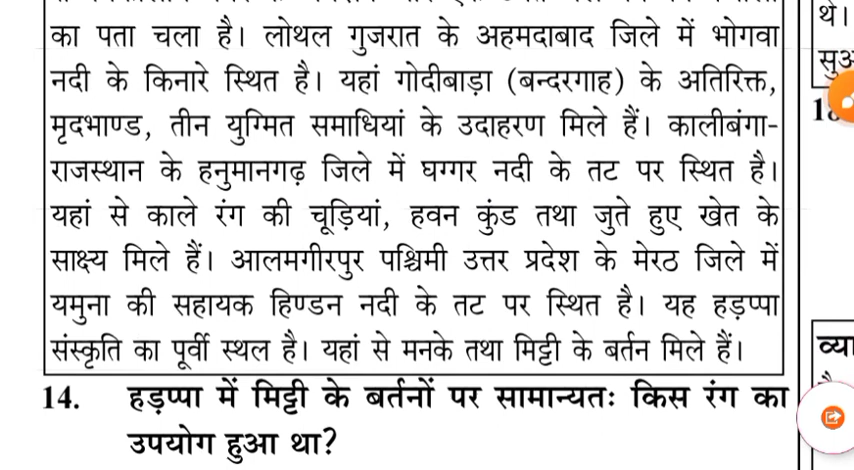 का पता चला है। लोथल गुजरात के अहमदाबाद जिले में भोगवा
नदी के किनारे स्थित है। यहां गोदीबाड़ा (बन्दरगाह) के अतिरिक्त,
मृदभाण्ड, तीन युग्मित समाधियां के उदाहरण मिले हैं। कालीबंगा-
राजस्थान के हनुमानगढ़ जिले में घग्गर नदी के तट पर स्थित है।
यहां से काले रंग की चूड़ियां, हवन कुंड तथा जुते हुए खेत के
साक्ष्य मिले हैं। आलमगीरपुर पश्चिमी उत्तर प्रदेश के मेरठ जिले में
यमुना की सहायक हिण्डन नदी के तट पर स्थित है। यह हड़प्पा
संस्कृति का पूर्वी स्थल है। यहां से मनके तथा मिट्टी के बर्तन मिले हैं।
14. हड़प्पा में मिट्टी के बर्तनों पर सामान्यतः किस रंग का
उपयोग हुआ था?
थे।